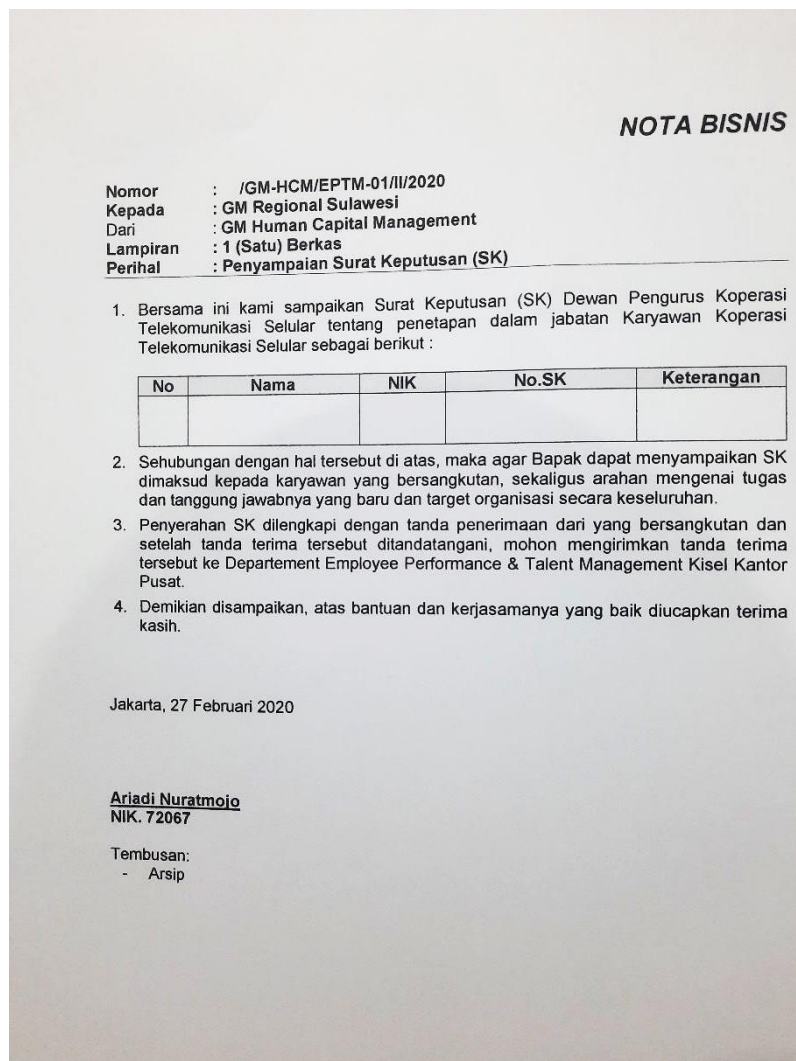 NOTA BISNIS
Nomor : /GM-HCM/EPTM-01/II/2020
Kepada : GM Regional Sulawesi
Dari : GM Human Capital Management
Lampiran : 1 (Satu) Berkas
Perihal : Penyampaian Surat Keputusan (SK)
1. Bersama ini kami sampaikan Surat Keputusan (SK) Dewan Pengurus Koperasi
Telekomunikasi Selular tentang penetapan dalam jabatan Karyawan Koperasi
Telekomunikasi Selular sebagai berikut :
No Nama NIK No.SK Keterangan
2. Sehubungan dengan hal tersebut di atas, maka agar Bapak dapat menyampaikan SK
dimaksud kepada karyawan yang bersangkutan, sekaligus arahan mengenai tugas
dan tanggung jawabnya yang baru dan target organisasi secara keseluruhan.
3. Penyerahan SK dilengkapi dengan tanda penerimaan dari yang bersangkutan dan
setelah tanda terima tersebut ditandatangani, mohon mengirimkan tanda terima
tersebut ke Departement Employee Performance & Talent Management Kisel Kantor
Pusat.
4. Demikian disampaikan, atas bantuan dan kerjasamanya yang baik diucapkan terima
kasih.
Jakarta, 27 Februari 2020
Ariadi Nuratmojo
NIK. 72067
Tembusan:
- Arsip